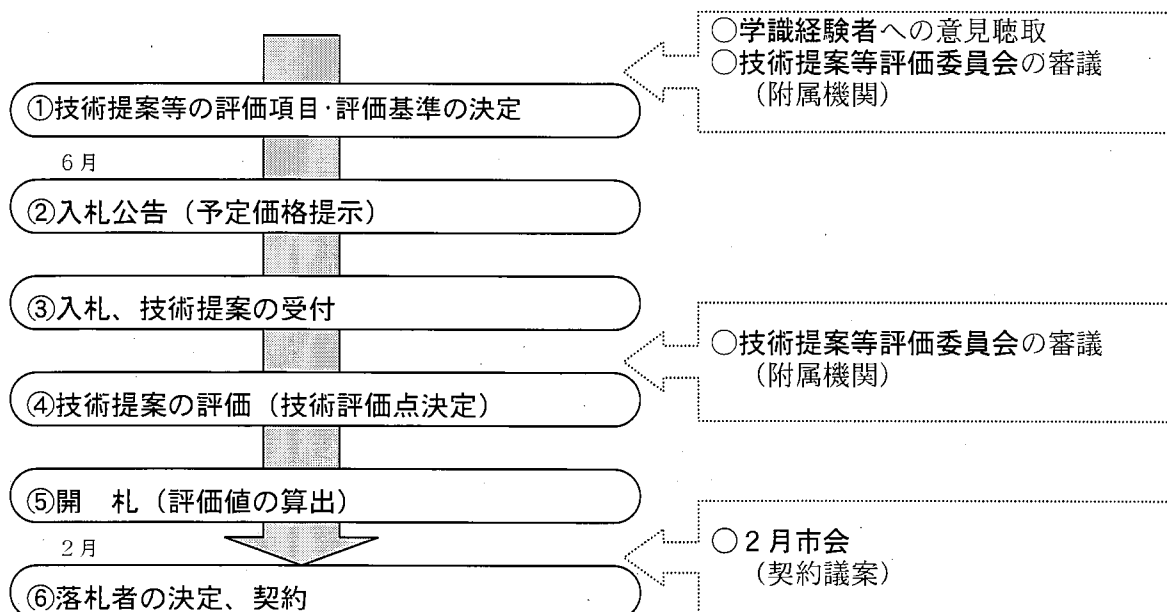 ○学識経験者への意見聴取
○技術提案等評価委員会の審議
（附属機関）
①技術提案等の評価項目･評価基準の決定
６月
②入札公告（予定価格提示）
③入札、技術提案の受付
○技術提案等評価委員会の審議
（附属機関）
④技術提案の評価（技術評価点決定）
⑤開　札（評価値の算出）
２月
○２月市会
（契約議案）
⑥落札者の決定、契約